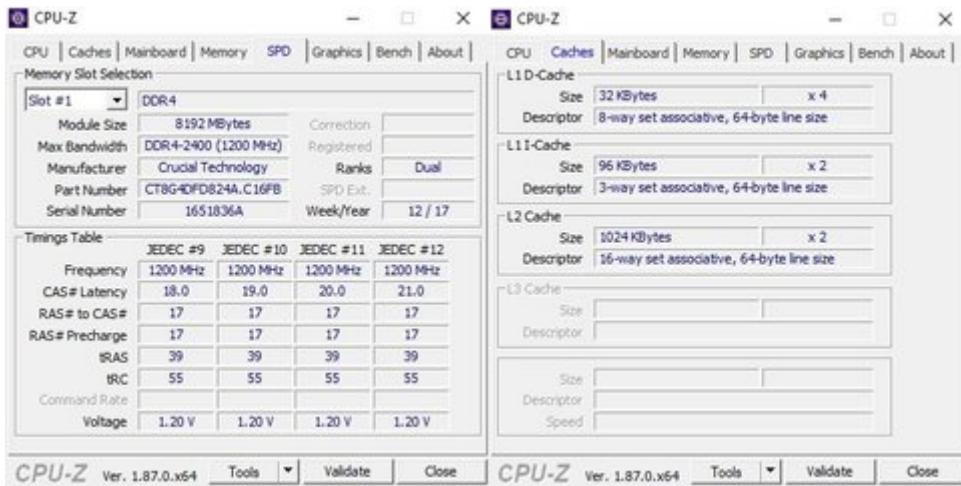 CPU-Z
CPU Caches Mainboard Memory SPD Graphics Bench About
Memory Slot Selection
Slot #1 DDR4
Module Size 8192 MBytes Correction
Max Bandwidth DDR4-2400 (1200 MHz) Registered
Manufacturer Crucial Technology Ranks Dual
Part Number CT8G4DFD824A.C16FB SPD Ext.
Serial Number 1651836A Week/Year 12 / 17
Timings Table
JEDEC #9 JEDEC #10 JEDEC #11 JEDEC #12
Frequency 1200 MHz 1200 MHz 1200 MHz 1200 MHz
CAS# Latency 18.0 19.0 20.0 21.0
RAS# to CAS# 17 17 17 17
RAS# Precharge 17 17 17 17
tRAS 39 39 39 39
tRC 55 55 55 55
Command Rate
Voltage 1.20 V 1.20 V 1.20 V 1.20 V
CPU-Z Ver. 1.87.0.x64 Tools Validate Close
CPU-Z
CPU Caches Mainboard Memory SPD Graphics Bench About
L1 D-Cache
Size 32 KBytes x 4
Descriptor 8-way set associative, 64-byte line size
L1 I-Cache
Size 96 KBytes x 2
Descriptor 3-way set associative, 64-byte line size
L2 Cache
Size 1024 KBytes x 2
Descriptor 16-way set associative, 64-byte line size
L3 Cache
Size
Descriptor
Size
Descriptor
Speed
CPU-Z Ver. 1.87.0.x64 Tools Validate Close